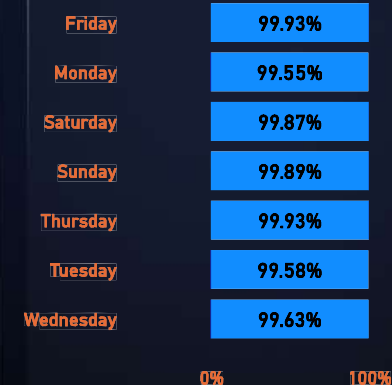 Friday 99.93%
Monday 99.55%
Saturday 99.87%
Sunday 99.89%
Thursday 99.93%
Tuesday 99.58%
Wednesday 99.63%
0% 100%